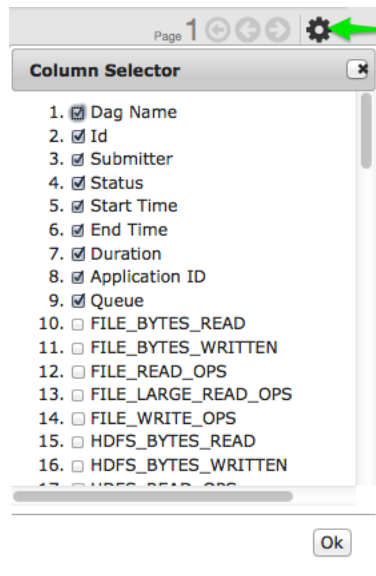 Page 1
Column Selector
1. Dag Name
2. Id
3. Submitter
4. Status
5. Start Time
6. End Time
7. Duration
8. Application ID
9. Queue
10. FILE_BYTES_READ
11. FILE_BYTES_WRITTEN
12. FILE_READ_OPS
13. FILE_LARGE_READ_OPS
14. FILE_WRITE_OPS
15. HDFS_BYTES_READ
16. HDFS_BYTES_WRITTEN
17. HDFS_READ_OPS
Ok